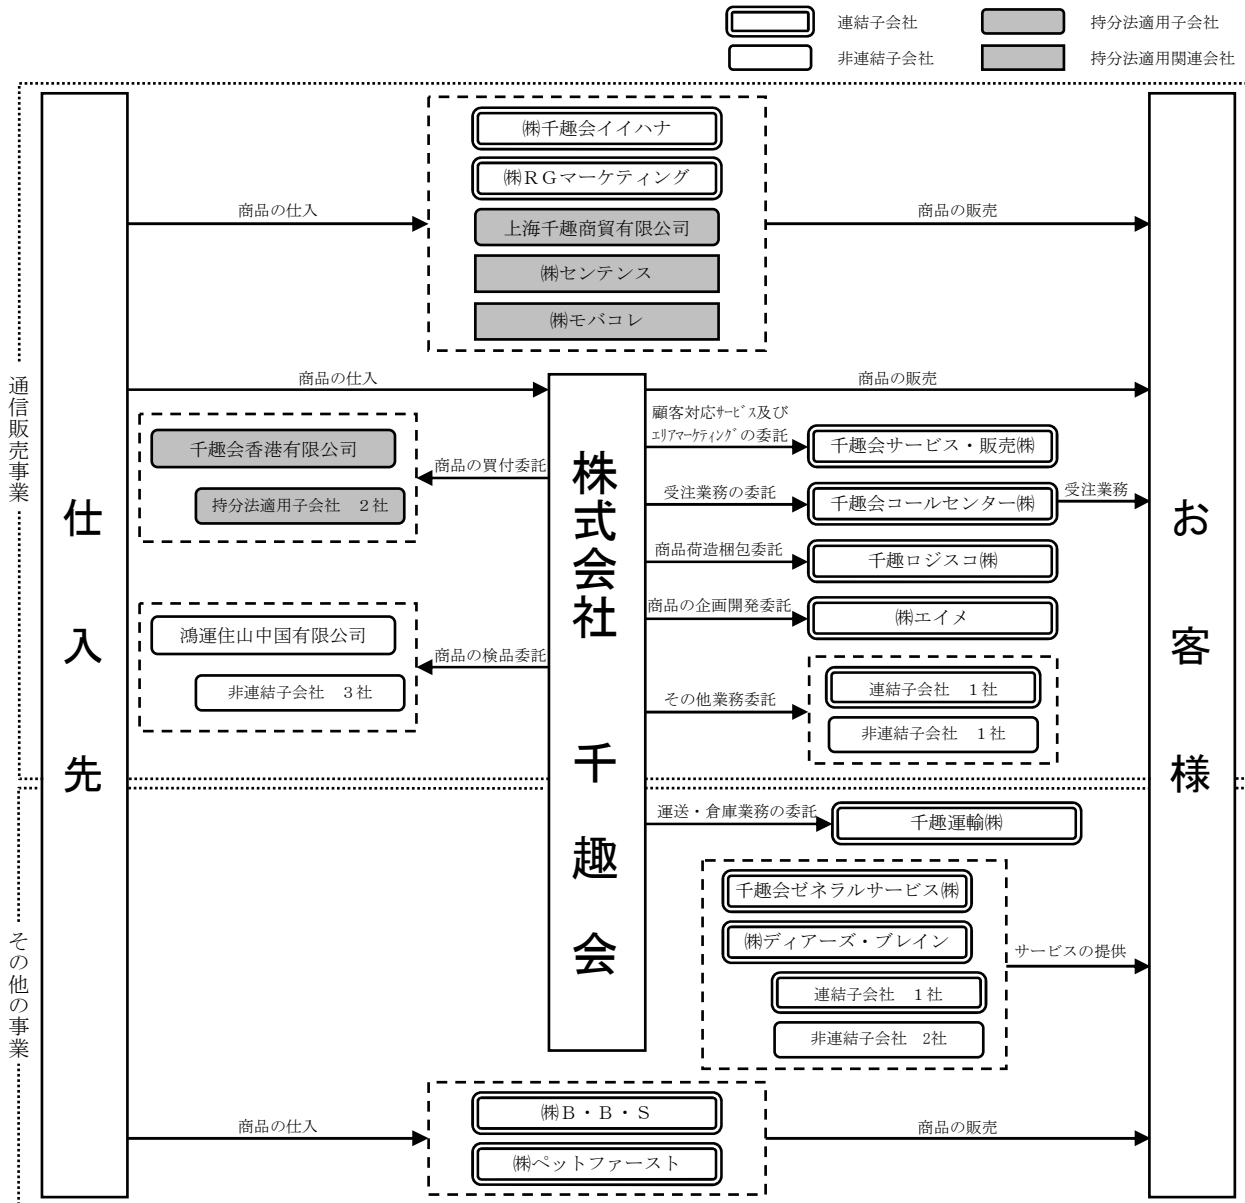 連結子会社
持分法適用子会社
非連結子会社
持分法適用関連会社
通信販売事業
仕入先
商品の仕入
㈱千趣会イイハナ
㈱ＲＧマーケティング
上海千趣商貿有限公司
㈱センテンス
㈱モバコレ
商品の販売
お客様
商品の仕入
株式会社 千趣会
商品の販売
千趣会香港有限公司
持分法適用子会社　２社
商品の買付委託
鴻運住山中国有限公司
非連結子会社　３社
商品の検品委託
顧客対応ｻｰﾋﾞｽ及び
ｴﾘｱﾏｰｹﾃｨﾝｸﾞの委託
千趣会サービス・販売㈱
受注業務の委託
千趣会コールセンター㈱
受注業務
商品荷造梱包委託
千趣ロジスコ㈱
商品の企画開発委託
㈱エイメ
その他業務委託
連結子会社　１社
非連結子会社　１社
その他の事業
運送・倉庫業務の委託
千趣運輸㈱
千趣会ゼネラルサービス㈱
㈱ディアーズ・ブレイン
連結子会社　１社
非連結子会社　2社
サービスの提供
商品の仕入
㈱Ｂ・Ｂ・Ｓ
㈱ペットファースト
商品の販売